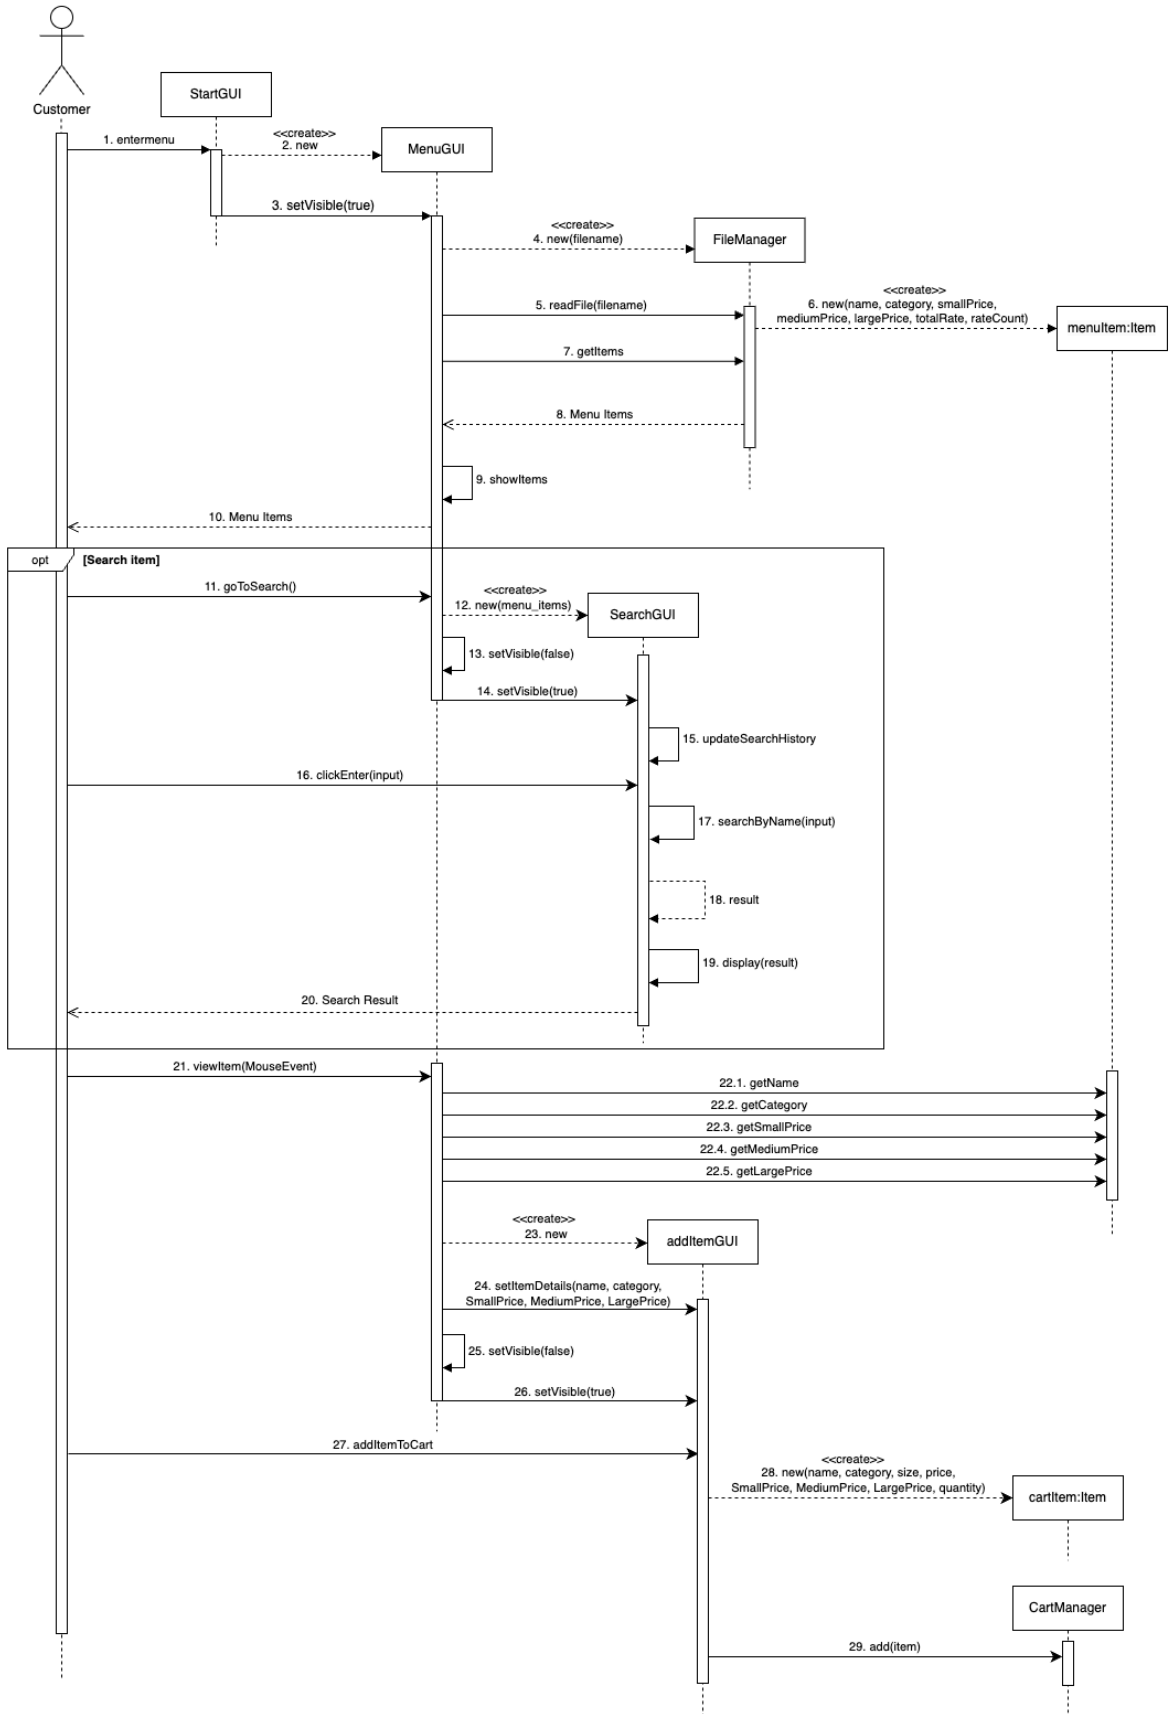 Customer
StartGUI
1. entermenu
<<create>>
2. new
MenuGUI
3. setVisible(true)
<<create>>
4. new(filename)
FileManager
5. readFile(filename)
<<create>>
6. new(name, category, smallPrice,
mediumPrice, largePrice, totalRate, rateCount)
menuItem:Item
7. getItems
8. Menu Items
9. showItems
10. Menu Items
opt
[Search item]
11. goToSearch()
<<create>>
12. new(menu_items)
SearchGUI
13. setVisible(false)
14. setVisible(true)
15. updateSearchHistory
16. clickEnter(input)
17. searchByName(input)
18. result
19. display(result)
20. Search Result
21. viewItem(MouseEvent)
22.1. getName
22.2. getCategory
22.3. getSmallPrice
22.4. getMediumPrice
22.5. getLargePrice
<<create>>
23. new
addItemGUI
24. setItemDetails(name, category,
SmallPrice, MediumPrice, LargePrice)
25. setVisible(false)
26. setVisible(true)
27. addItemToCart
<<create>>
28. new(name, category, size, price,
SmallPrice, MediumPrice, LargePrice, quantity)
cartItem:Item
CartManager
29. add(item)